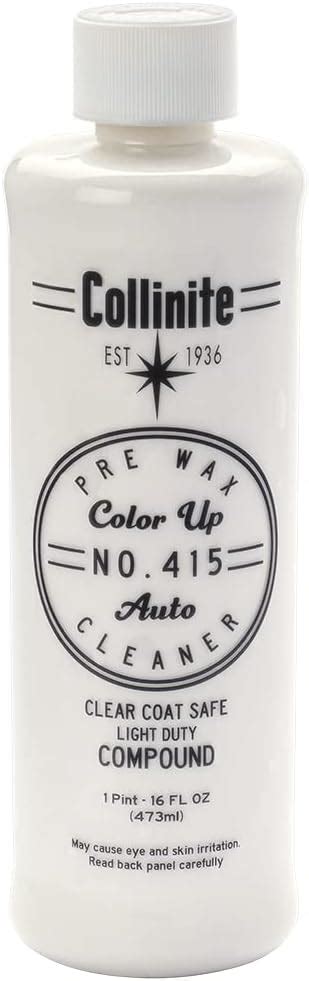 Collinite
EST 1936
PRE WAX
Color Up
NO. 415
Auto
CLEANER
CLEAR COAT SAFE
LIGHT DUTY
COMPOUND
1 Pint - 16 FL OZ
(473ml)
May cause eye and skin irritation.
Read back panel carefully